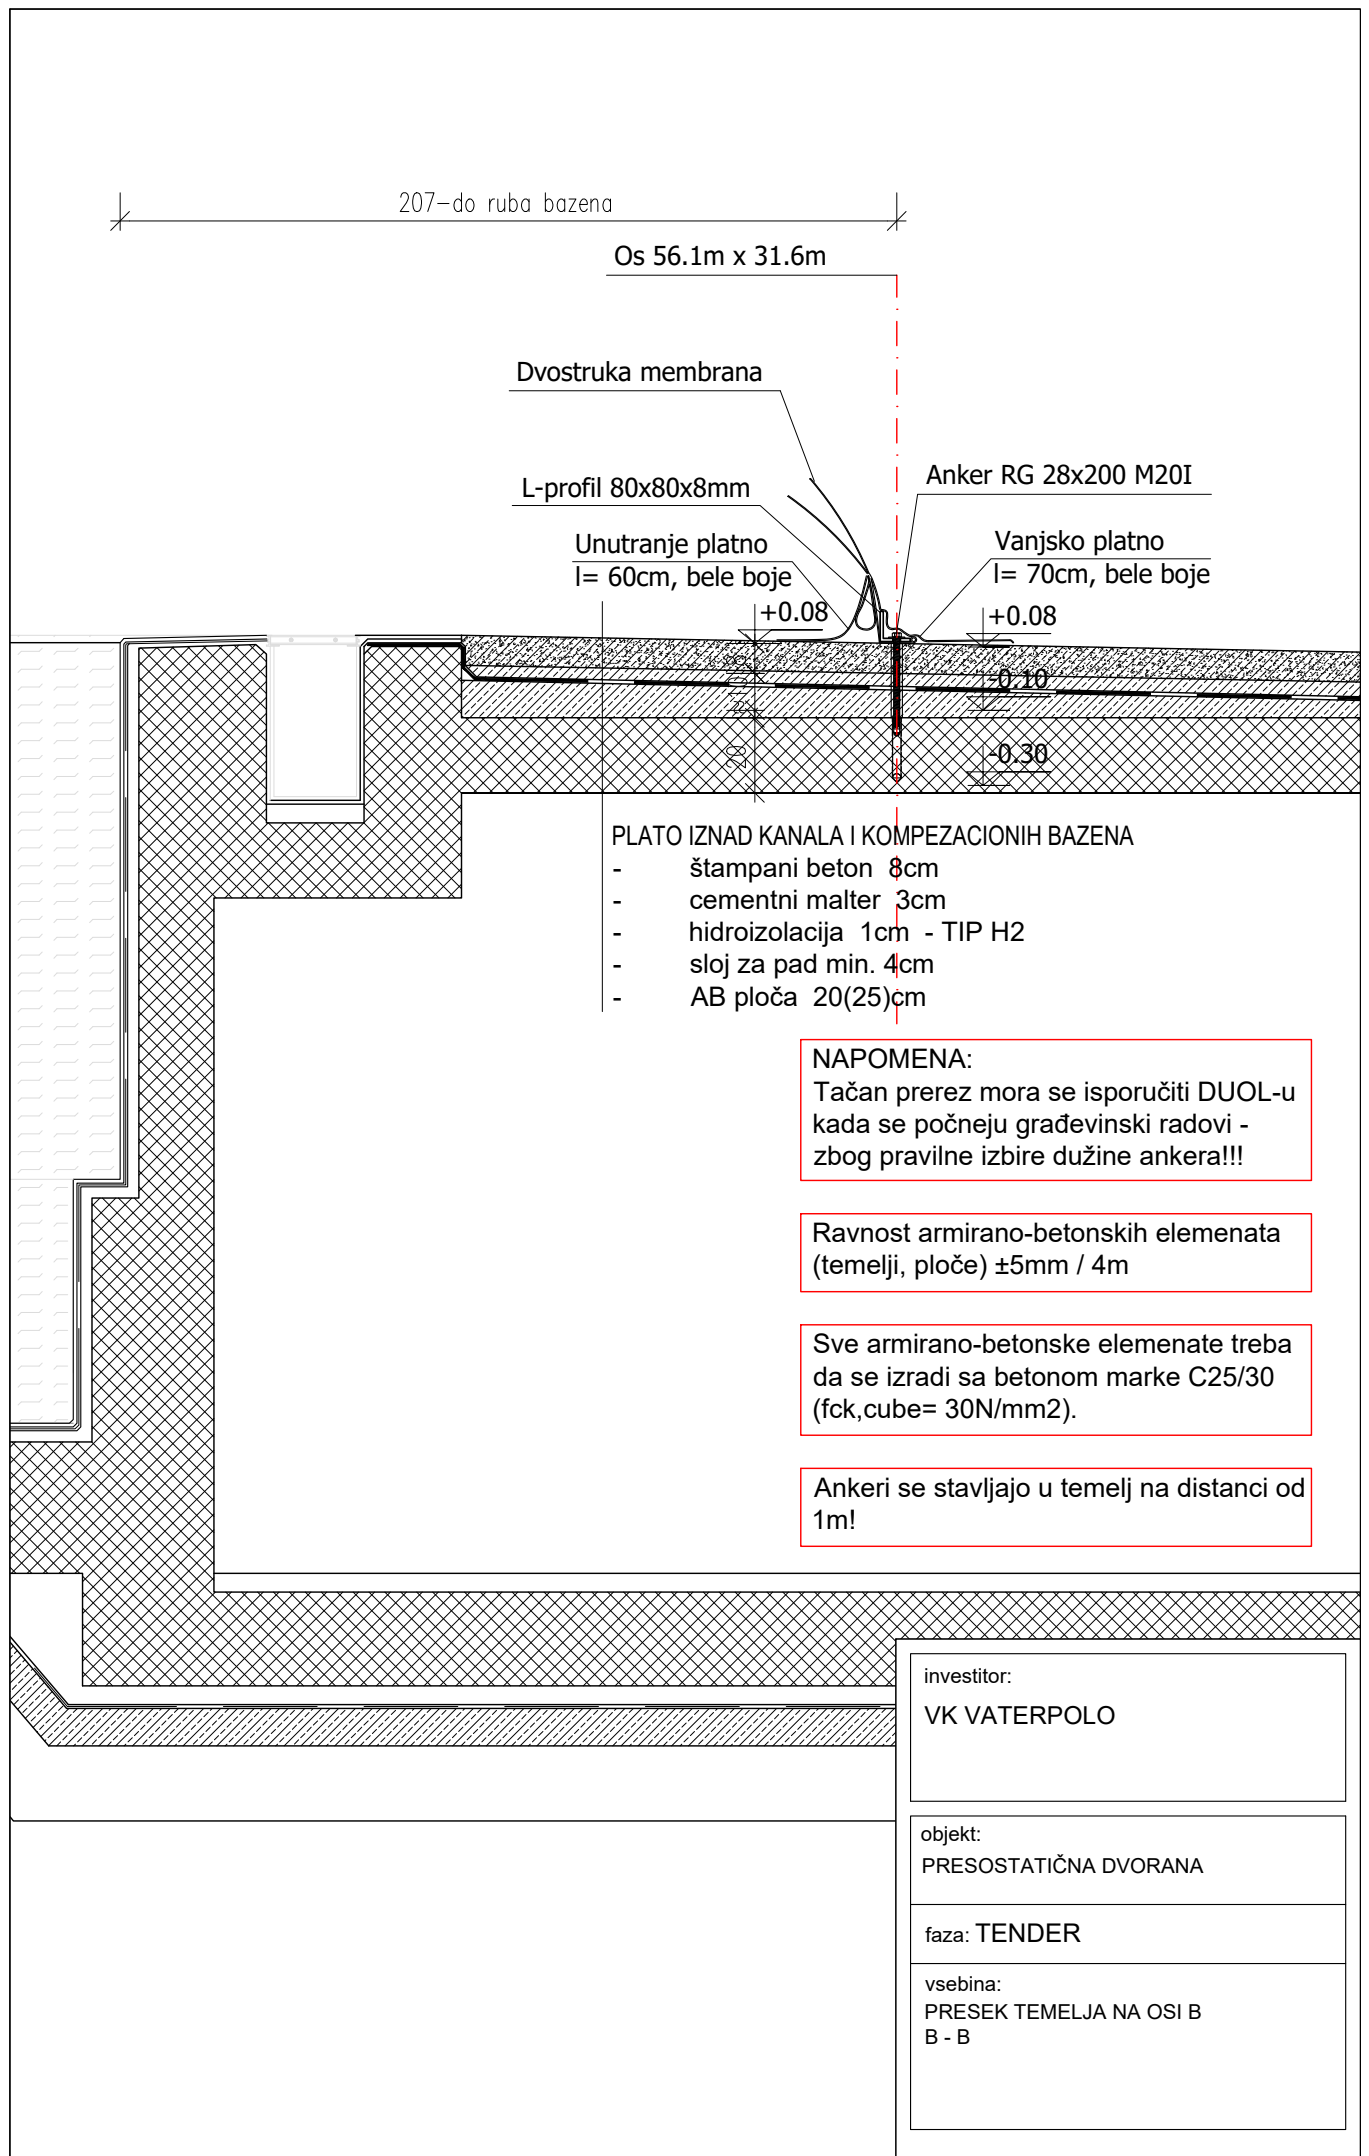 207-do ruba bazena
Os 56.1m x 31.6m
Dvostruka membrana
L-profil 80x80x8mm
Anker RG 28x200 M20I
Unutranje platno
l= 60cm, bele boje
Vanjsko platno
l= 70cm, bele boje
+0.08
+0.08
-0.10
20
-0.30
PLATO IZNAD KANALA I KOMPEZACIONIH BAZENA
- štampani beton 8cm
- cementni malter 3cm
- hidroizolacija 1cm - TIP H2
- sloj za pad min. 4cm
- AB ploča 20(25)cm
NAPOMENA:
Tačan prerez mora se isporučiti DUOL-u
kada se počneju građevinski radovi -
zbog pravilne izbire dužine ankera!!!
Ravnost armirano-betonskih elemenata
(temelji, ploče) ±5mm / 4m
Sve armirano-betonske elemenate treba
da se izradi sa betonom marke C25/30
(fck,cube= 30N/mm2).
Ankeri se stavljajo u temelj na distanci od
1m!
investitor:
VK VATERPOLO
objekt:
PRESOSTATIČNA DVORANA
faza: TENDER
vsebina:
PRESEK TEMELJA NA OSI B
B - B